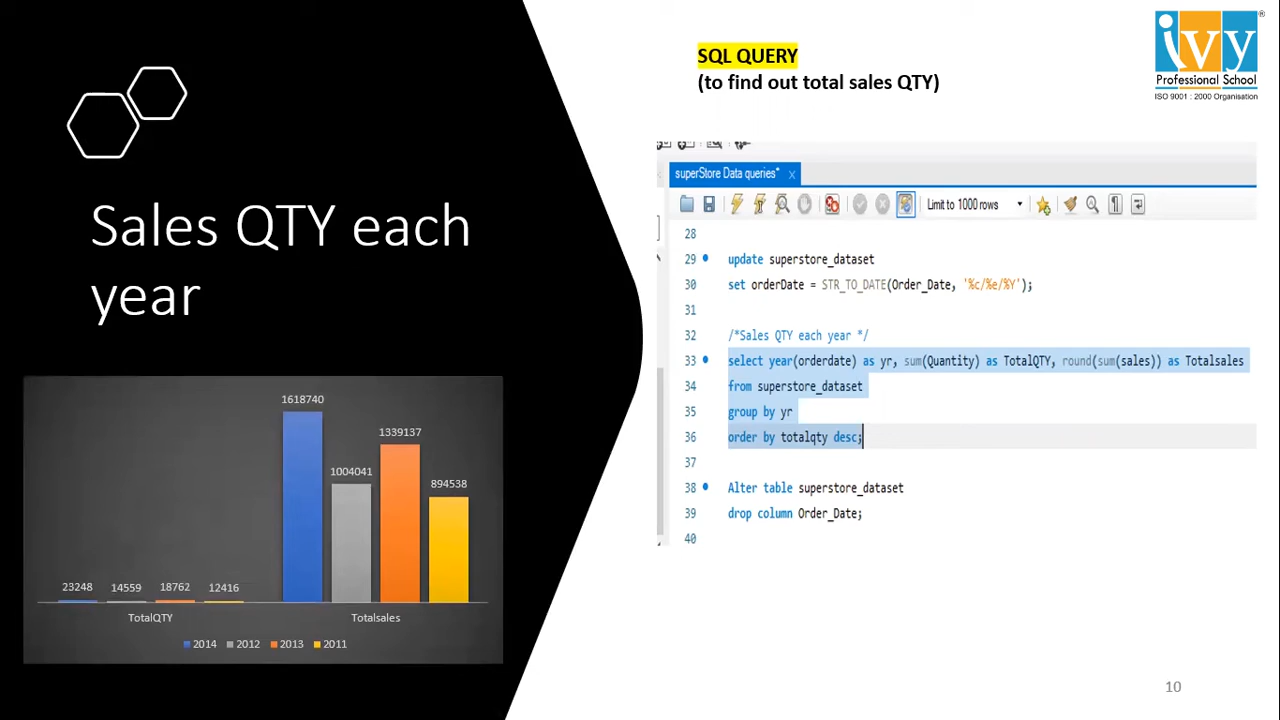 Sales QTY each
year
1618740
1339137
1004041
894538
23248
14559
18762
12416
TotalQTY
Totalsales
2014
2012
2013
2011
SQL QUERY
(to find out total sales QTY)
ivy
®
Professional School
ISO 9001 : 2000 Organisation
superStore Data queries* x
Limit to 1000 rows
28
29 update superstore_dataset
30 set orderDate = STR_TO_DATE(Order_Date, '%c/%e/%Y');
31
32 /*Sales QTY each year */
33 select year(orderdate) as yr, sum(Quantity) as TotalQTY, round(sum(sales)) as Totalsales
34 from superstore_dataset
35 group by yr
36 order by totalqty desc;
37
38 Alter table superstore_dataset
39 drop column Order_Date;
40
10